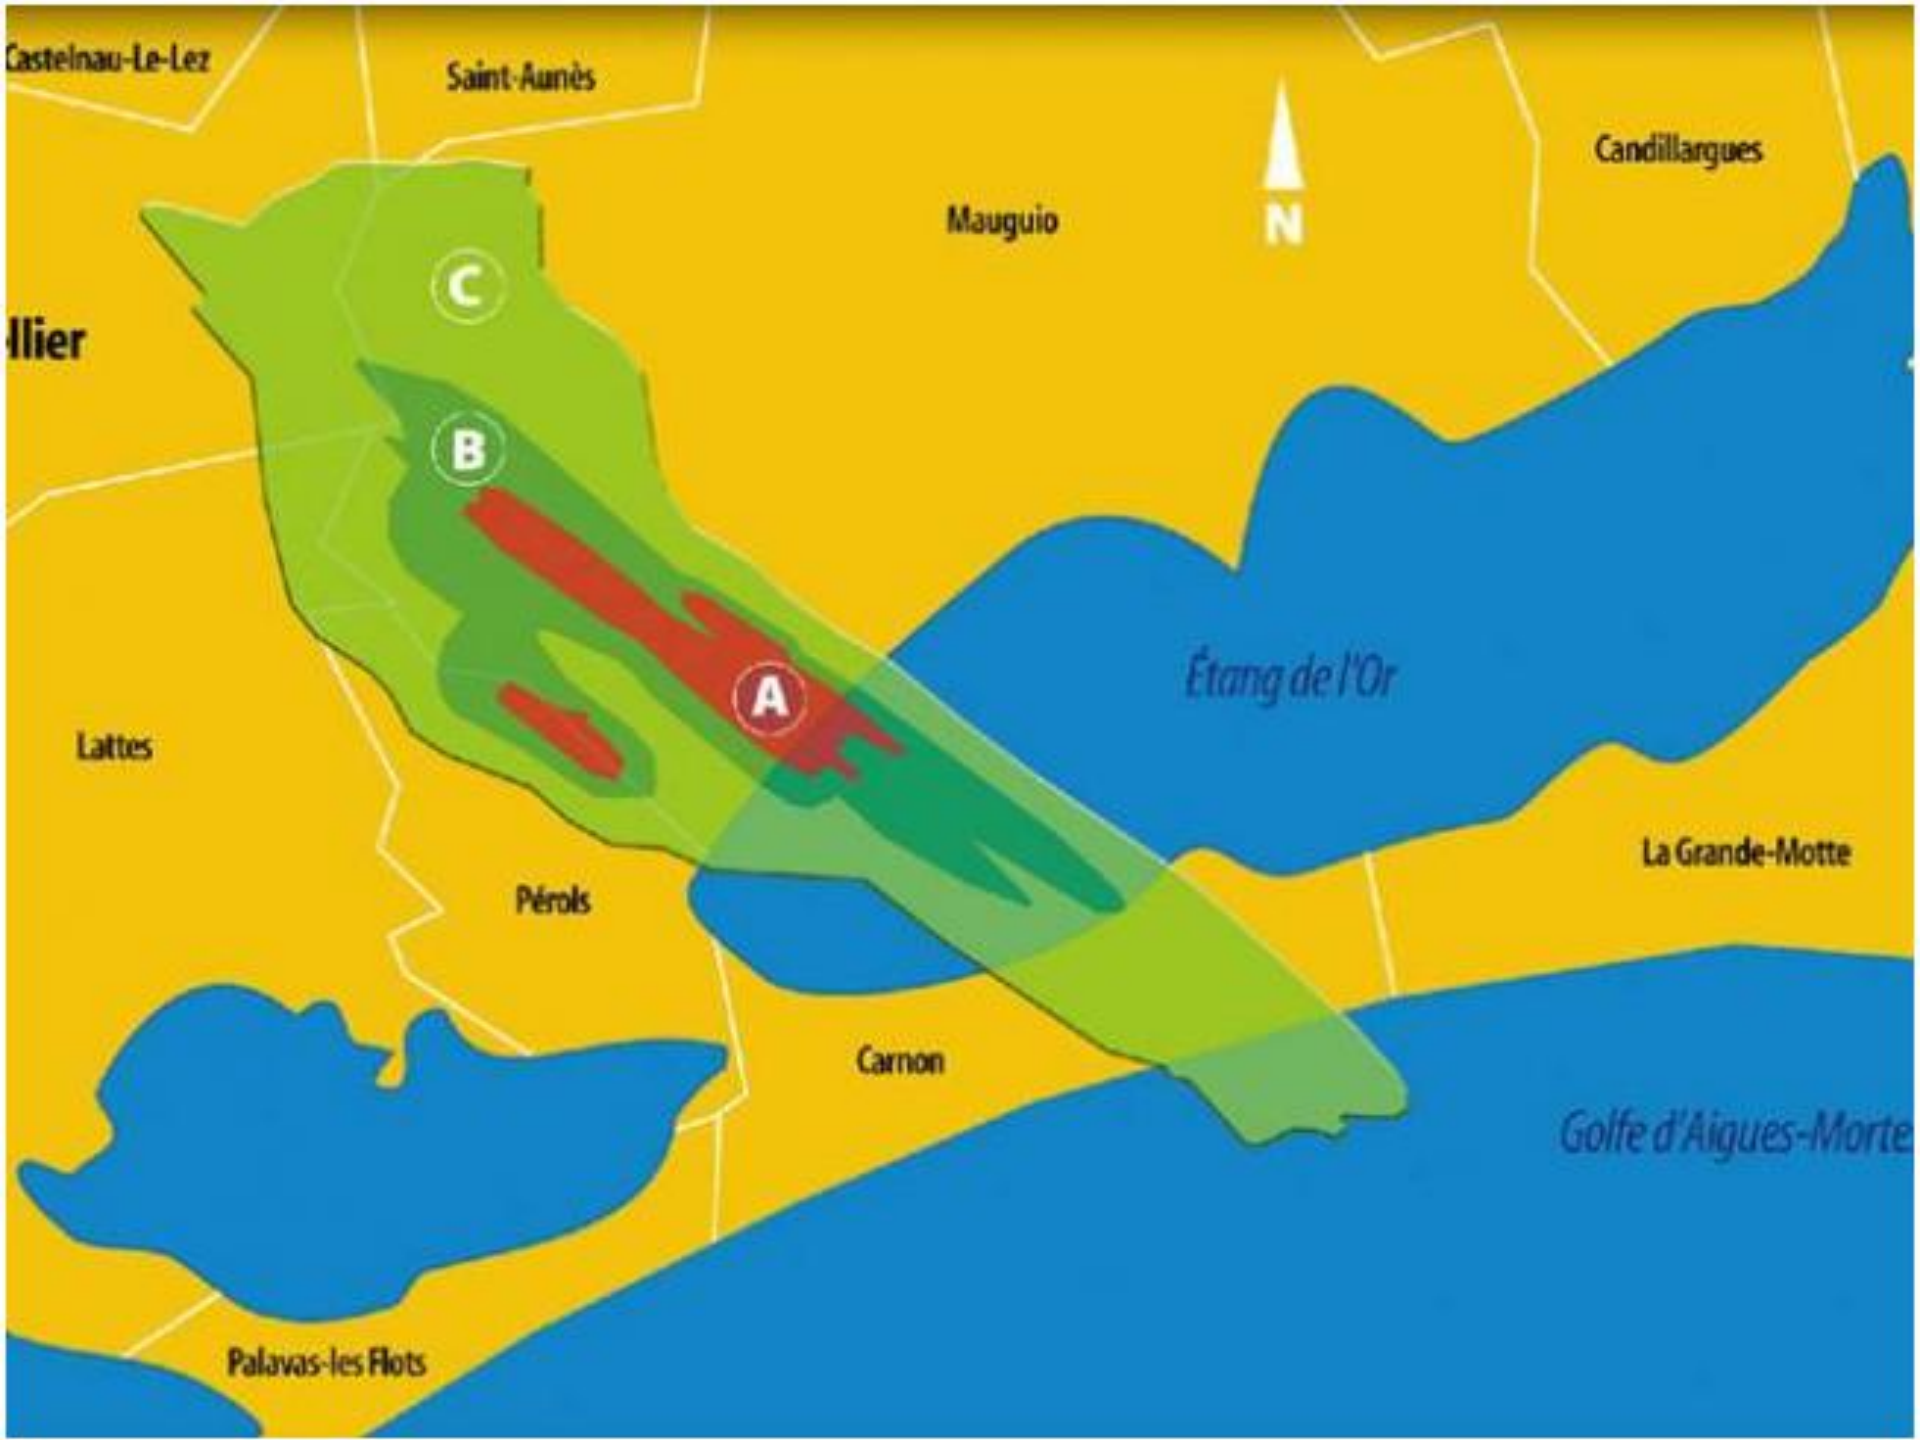 Castelnau-Le-Lez
Saint-Aunès
Candillargues
Mauguio
N
C
llier
B
Étang de l'Or
A
Lattes
La Grande-Motte
Pérols
Carnon
Golfe d'Aigues-Morte
Palavas-les Flots